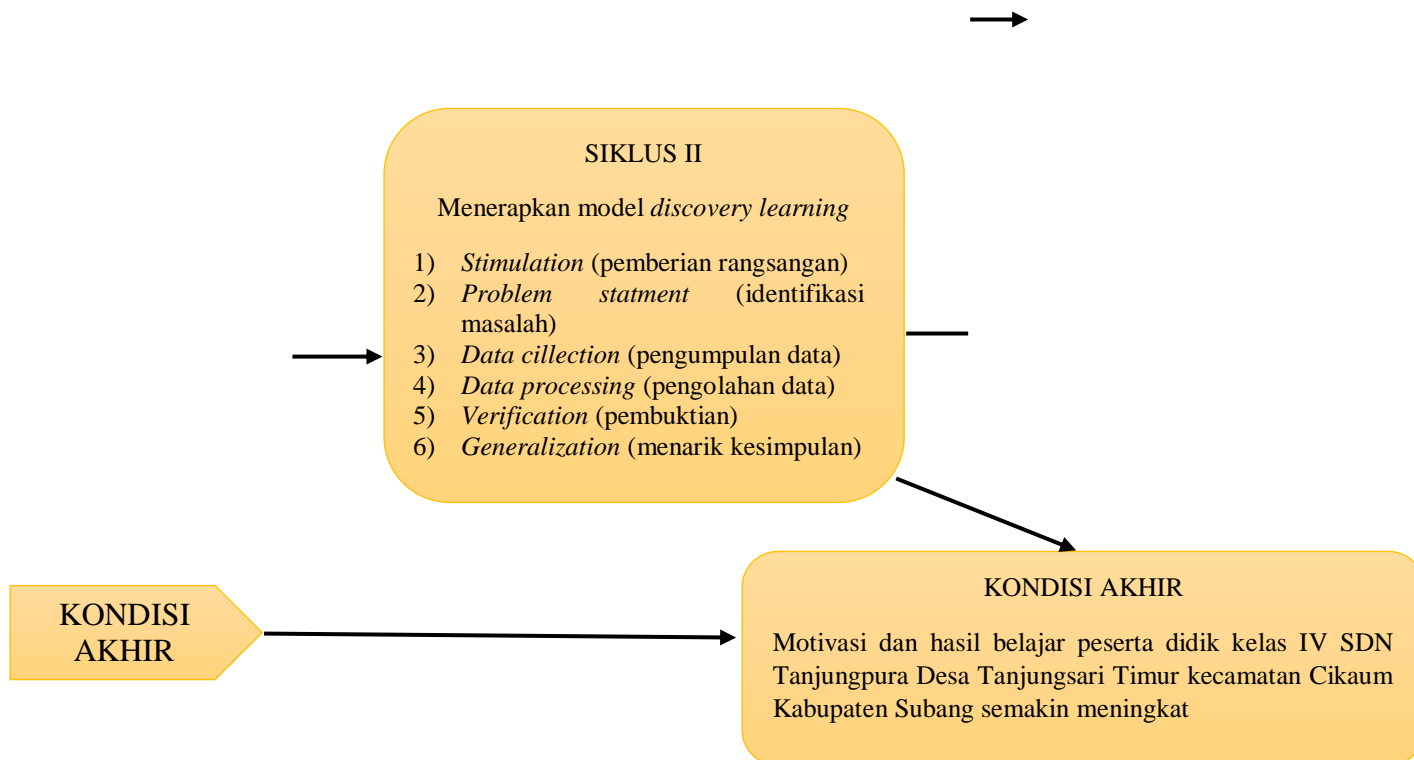 SIKLUS II
Menerapkan model discovery learning
1) Stimulation (pemberian rangsangan)
2) Problem statment (identifikasi
masalah)
3) Data cillection (pengumpulan data)
4) Data processing (pengolahan data)
5) Verification (pembuktian)
6) Generalization (menarik kesimpulan)
KONDISI
AKHIR
KONDISI AKHIR
Motivasi dan hasil belajar peserta didik kelas IV SDN
Tanjungpura Desa Tanjungsari Timur kecamatan Cikaum
Kabupaten Subang semakin meningkat